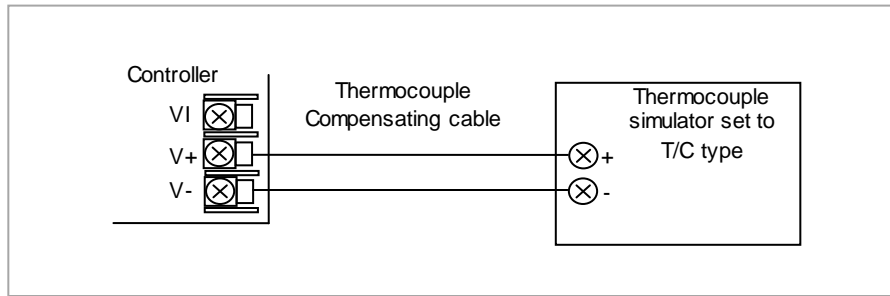 Controller
VI
V+
V-
Thermocouple
Compensating cable
+
-
Thermocouple
simulator set to
T/C type